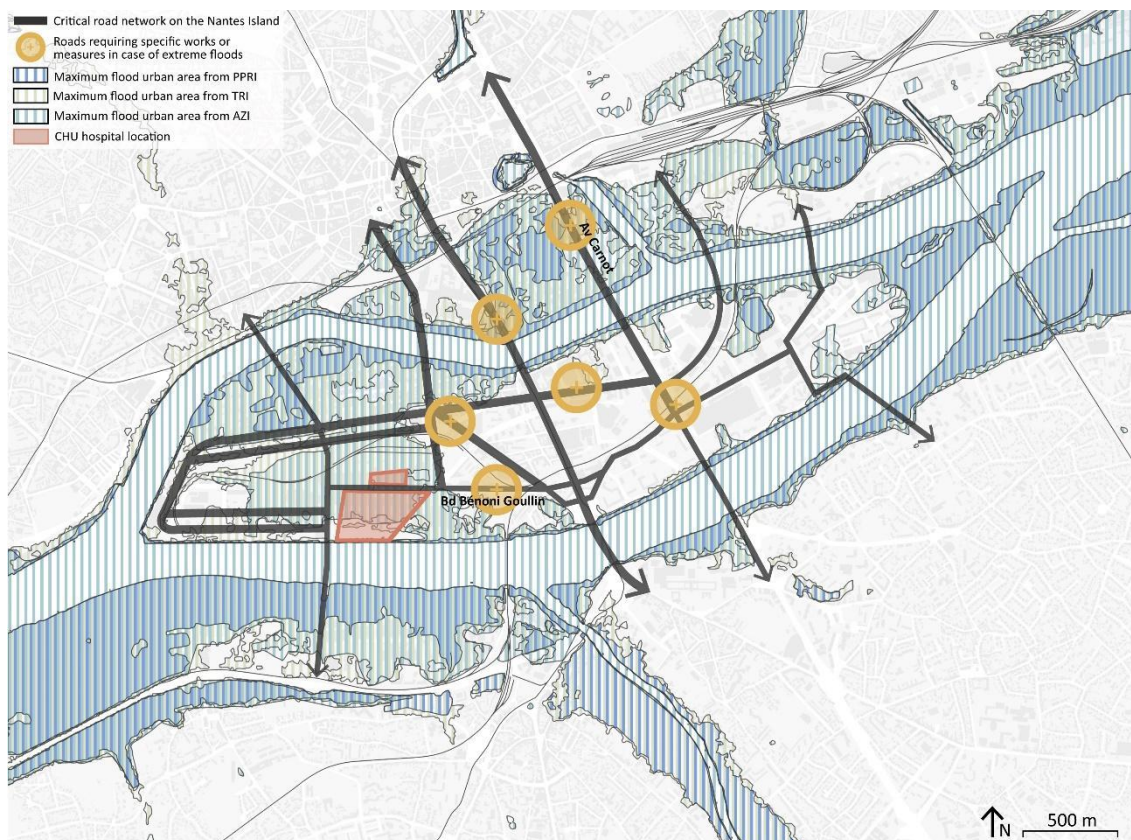 Critical road network on the Nantes Island
Roads requiring specific works or
measures in case of extreme floods
Maximum flood urban area from PPRI
Maximum flood urban area from TRI
Maximum flood urban area from AZI
CHU hospital location
Av Carnot
Bd Bénoni Goullin
N
500 m